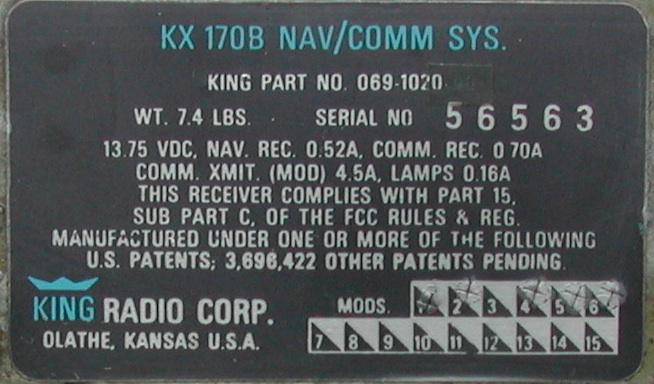 KX 170B NAV/COMM SYS.
KING PART NO. 069-1020
WT. 7.4 LBS. SERIAL NO 56563
13.75 VDC, NAV. REC. 0.52A, COMM. REC. 0 70A
COMM. XMIT. (MOD) 4.5A, LAMPS 0.16A
THIS RECEIVER COMPLIES WITH PART 15,
SUB PART C, OF THE FCC RULES & REG.
MANUFACTURED UNDER ONE OR MORE OF THE FOLLOWING
U.S. PATENTS; 3,696,422 OTHER PATENTS PENDING.
KING RADIO CORP.
OLATHE, KANSAS U.S.A.
MODS. 1 2 3 4 5 6
7 8 9 10 11 12 13 14 15